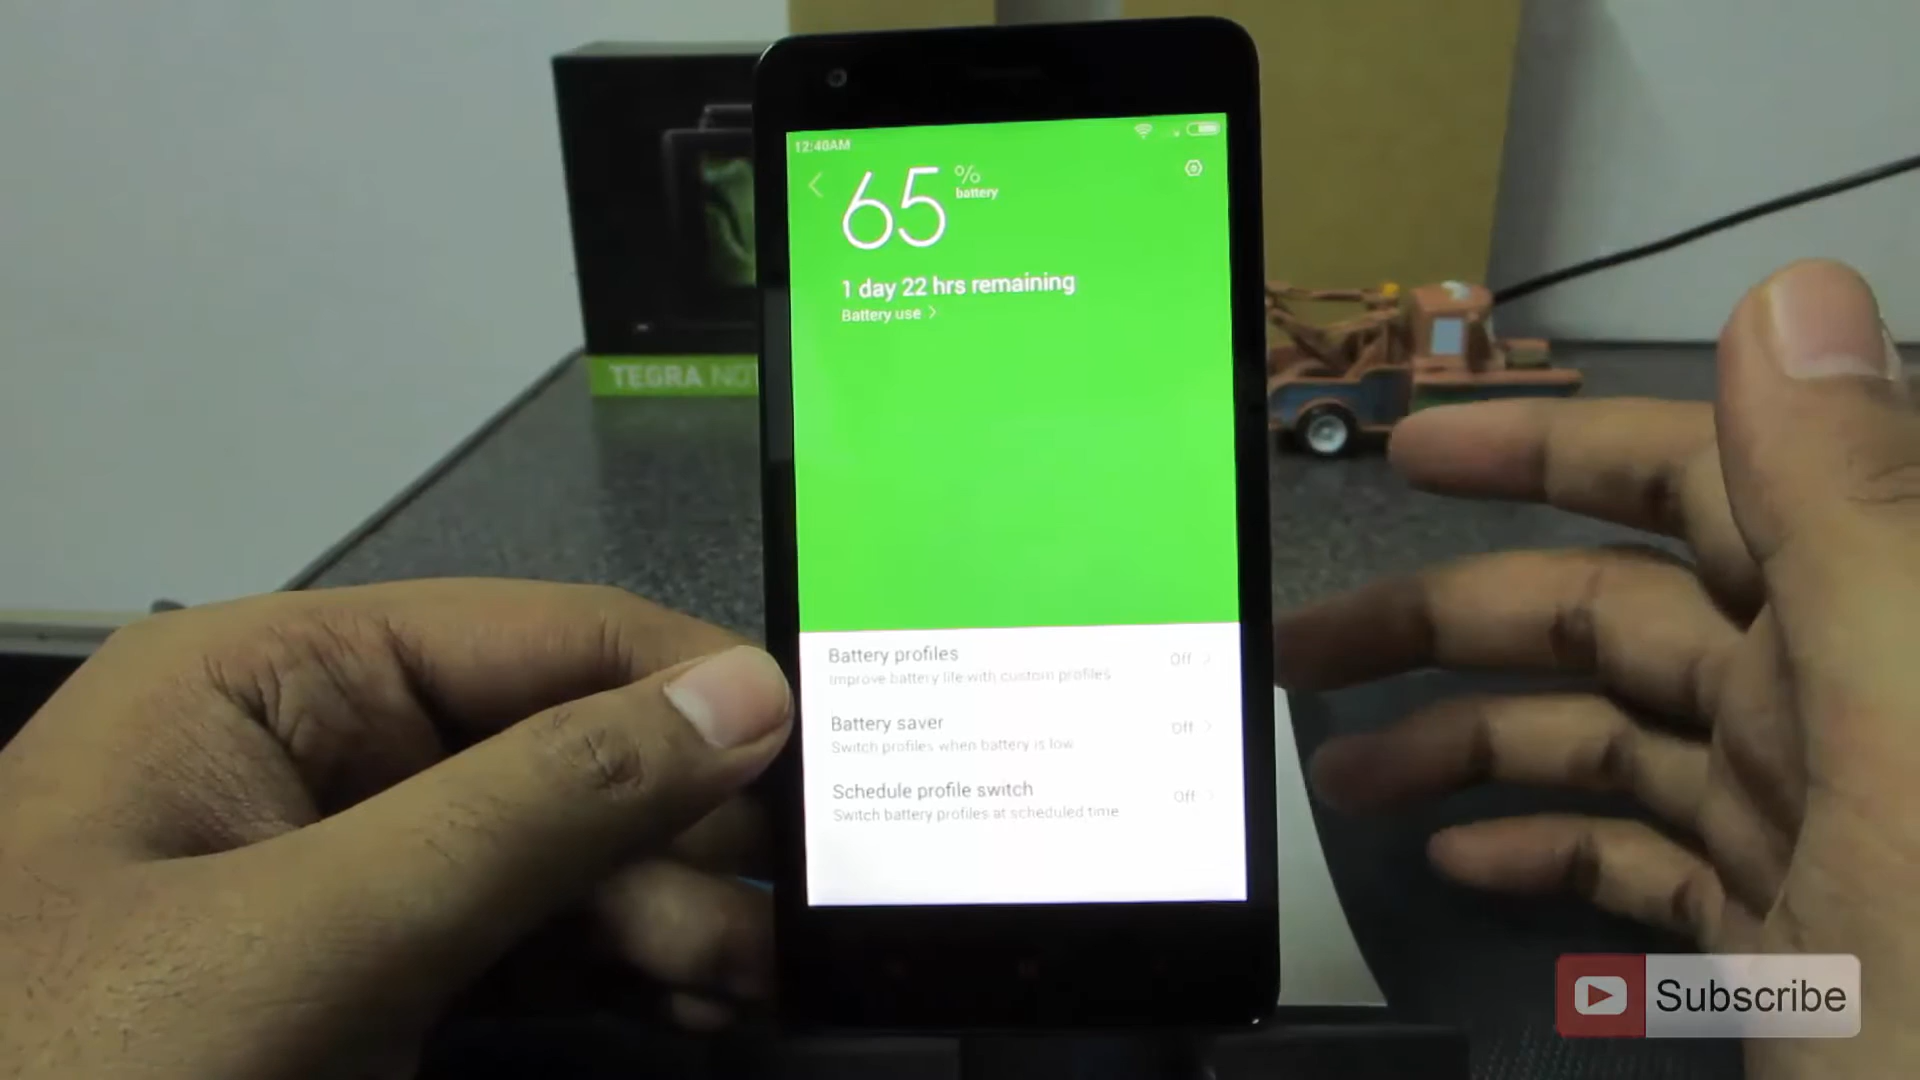 12:40AM
65
%
battery
1 day 22 hrs remaining
Battery use
TEGRA NOT
Battery profiles
Off
Improve battery life with custom profiles
Battery saver
Off
Switch profiles when battery is low
Schedule profile switch
Off
Switch battery profiles at scheduled time
Subscribe